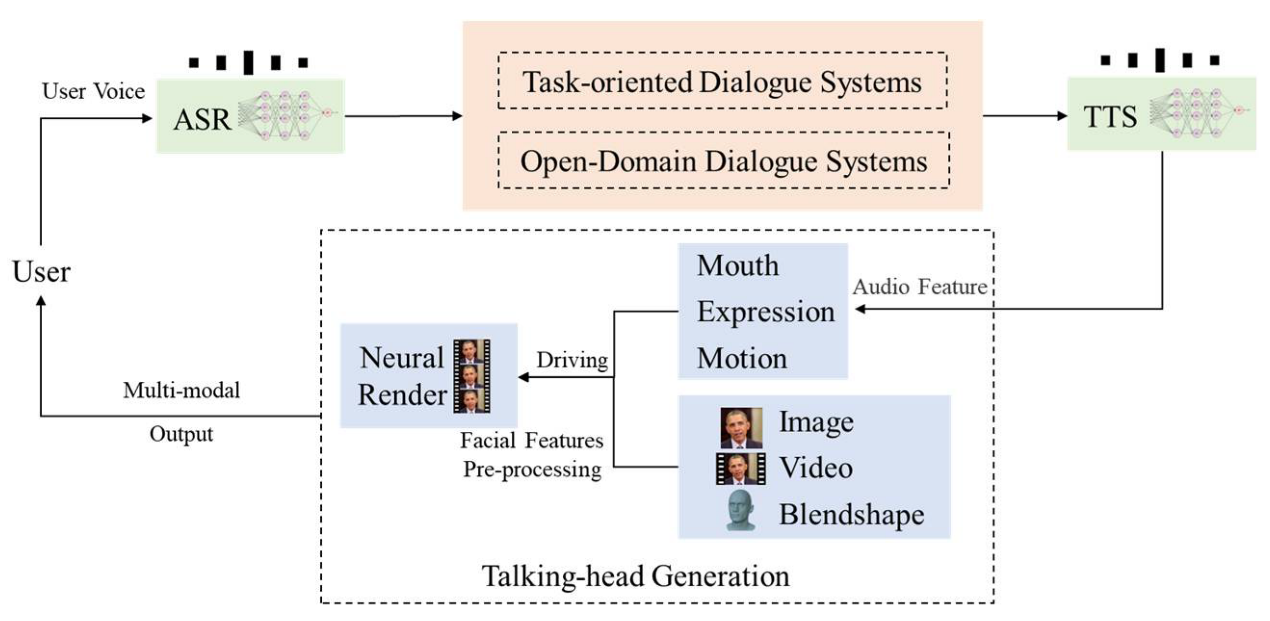 User Voice
ASR
Task-oriented Dialogue Systems
Open-Domain Dialogue Systems
TTS
User
Mouth
Expression
Motion
Audio Feature
Neural
Render
Driving
Facial Features
Pre-processing
Image
Video
Blendshape
Multi-modal
Output
Talking-head Generation